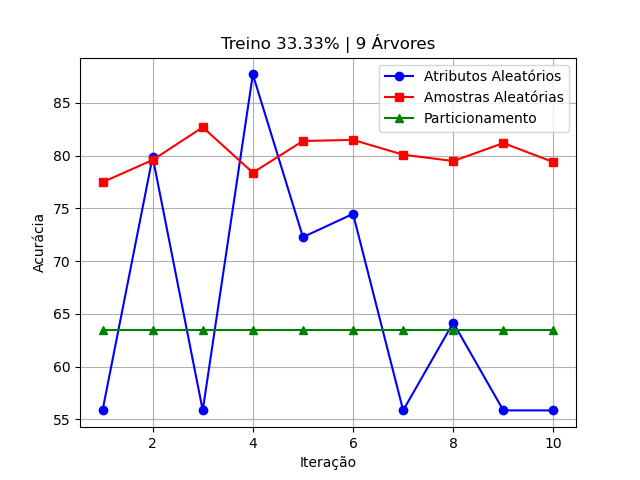 Treino 33.33% | 9 Árvores
Atributos Aleatórios
Amostras Aleatórias
Particionamento
Acurácia
85
80
75
70
65
60
55
2
4
6
8
10
Iteração